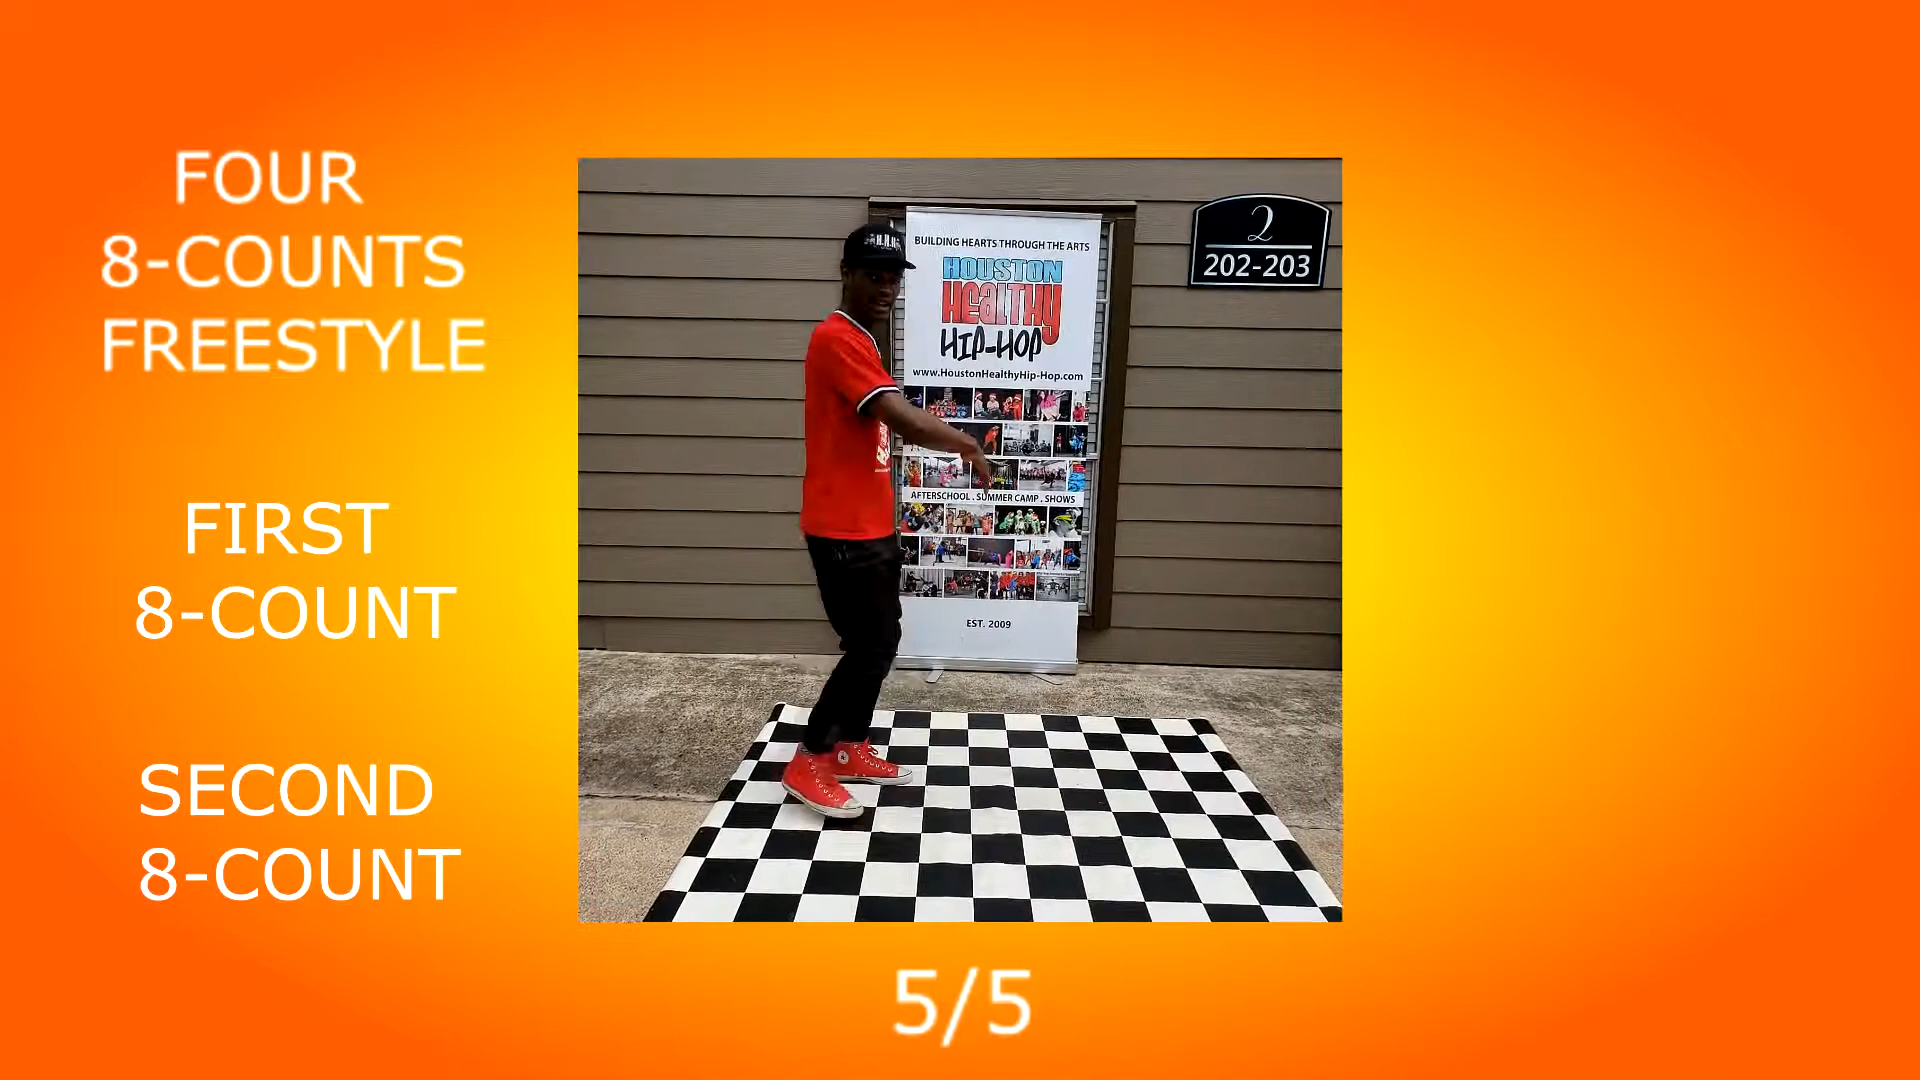 FOUR
8-COUNTS
FREESTYLE
FIRST
8-COUNT
SECOND
8-COUNT
BUILDING HEARTS THROUGH THE ARTS
HOUSTON
HEALTHY
HIP-HOP
www.HoustonHealthyHip-Hop.com
AFTERSCHOOL . SUMMER CAMP . SHOWS
EST. 2009
2
202-203
5/5